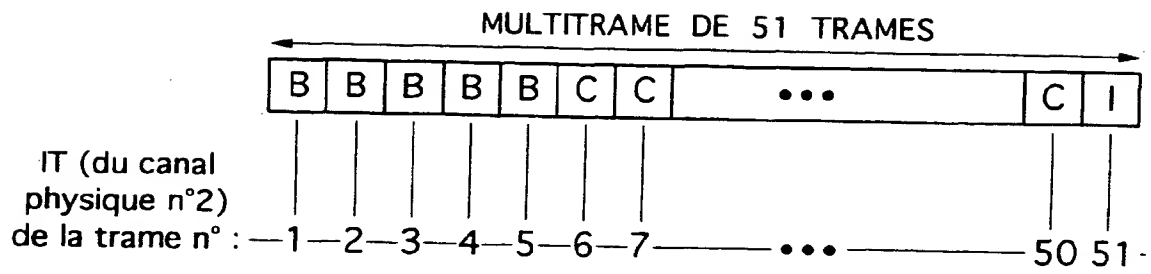 MULTITRAME DE 51 TRAMES
B B B B B C C ••• C I
IT (du canal
physique n°2)
de la trame n° : —1—2—3—4—5—6—7———•••———50 51 -